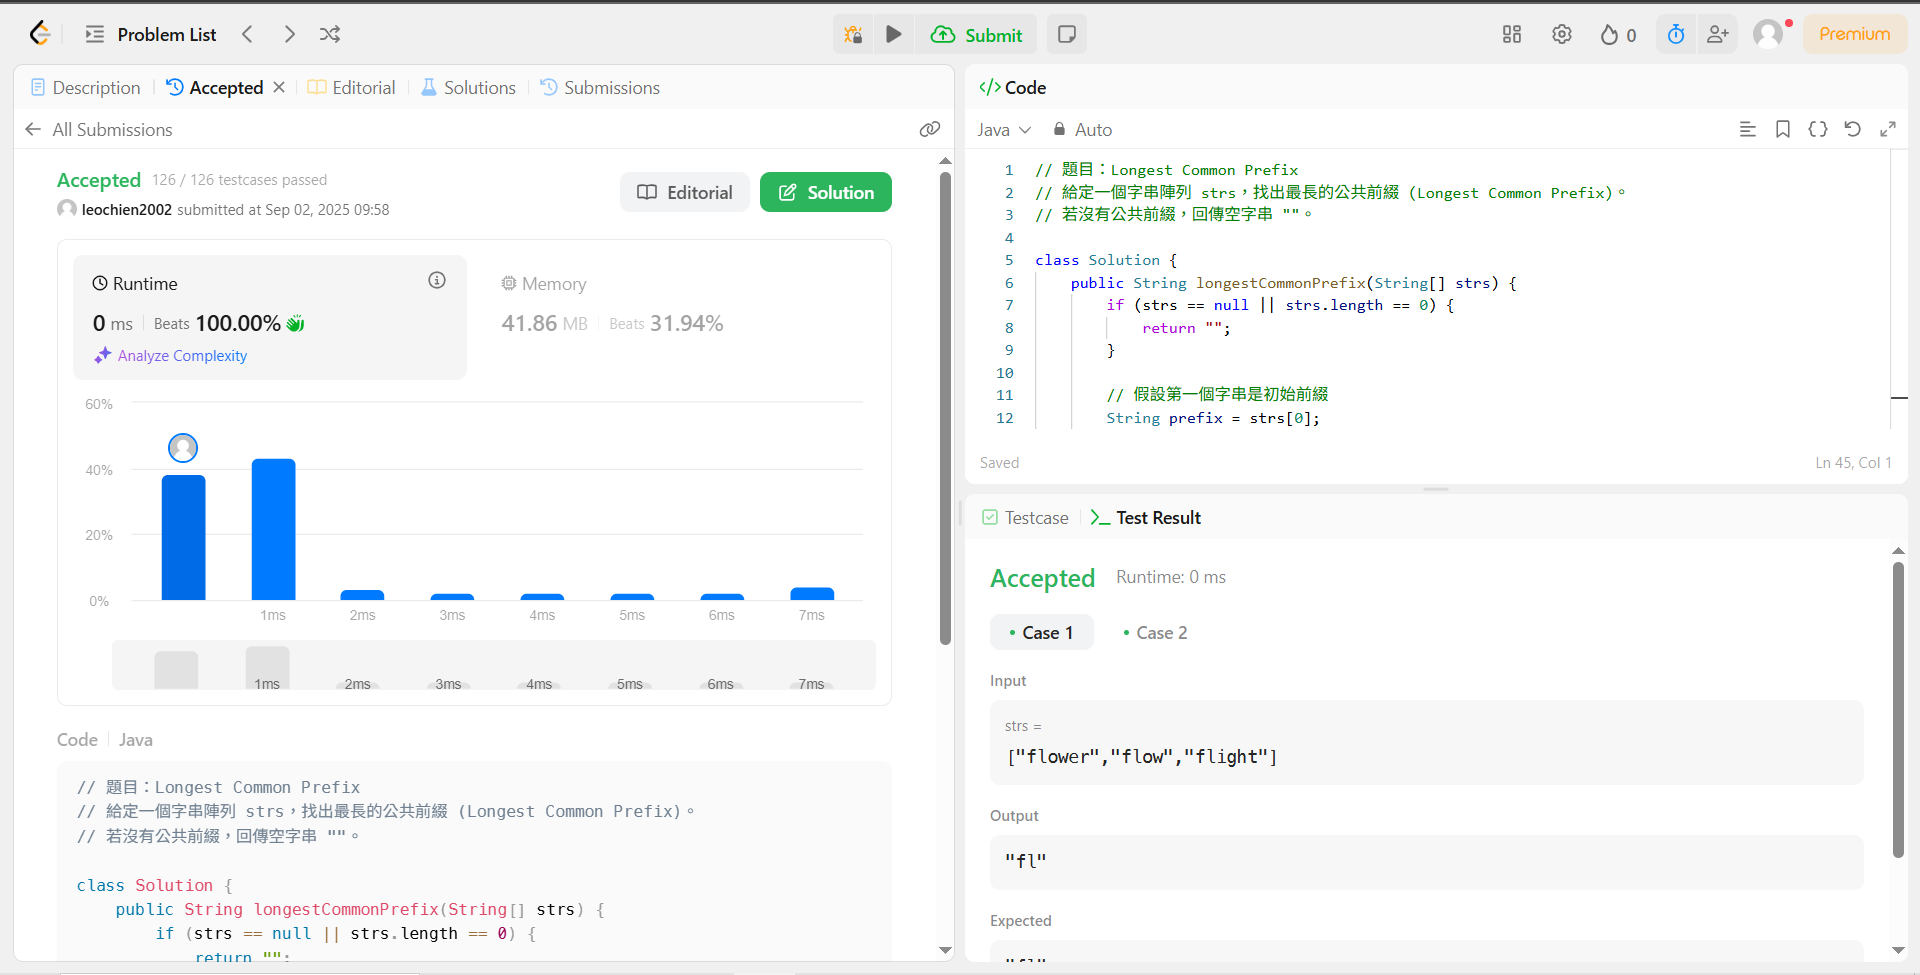 Problem List
Submit
0
Premium
Description
Accepted
Editorial
Solutions
Submissions
All Submissions
Accepted 126 / 126 testcases passed
leochien2002 submitted at Sep 02, 2025 09:58
Editorial
Solution
Runtime
0 ms
Beats 100.00%
Analyze Complexity
Memory
41.86 MB
Beats 31.94%
60%
40%
20%
0%
1ms 2ms 3ms 4ms 5ms 6ms 7ms
1ms 2ms 3ms 4ms 5ms 6ms 7ms
Code
Java
// 題目：Longest Common Prefix
// 給定一個字串陣列 strs，找出最長的公共前綴 (Longest Common Prefix)。
// 若沒有公共前綴，回傳空字串 ""。
class Solution {
public String longestCommonPrefix(String[] strs) {
if (strs == null || strs.length == 0) {
return "";
Code
Java
Auto
1 // 題目：Longest Common Prefix
2 // 給定一個字串陣列 strs，找出最長的公共前綴 (Longest Common Prefix)。
3 // 若沒有公共前綴，回傳空字串 ""。
4
5 class Solution {
6 public String longestCommonPrefix(String[] strs) {
7 if (strs == null || strs.length == 0) {
8 return "";
9 }
10
11 // 假設第一個字串是初始前綴
12 String prefix = strs[0];
Saved
Ln 45, Col 1
Testcase
Test Result
Accepted
Runtime: 0 ms
Case 1
Case 2
Input
strs =
["flower","flow","flight"]
Output
"fl"
Expected
"fl"